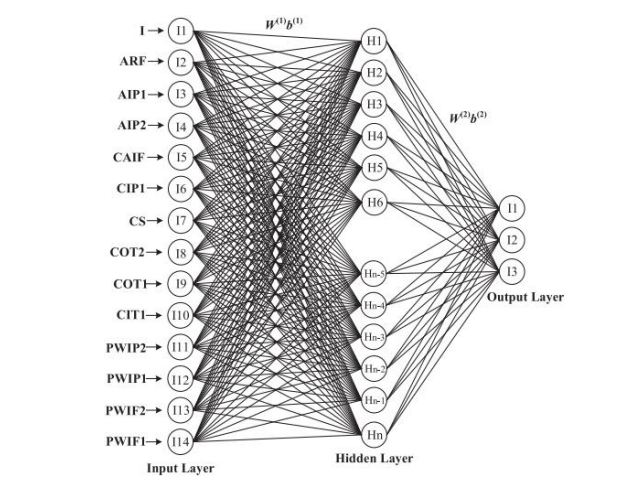 W(1)b(1)
I I1 H1
ARF I2 H2
AIP1 I3 H3
AIP2 I4 H4
W(2)b(2)
CAIF I5 H5
CIP1 I6 H6
CS I7 I1
COT2 I8 I2
COT1 I9 Hn-5 I3
Output Layer
CIT1 I10 Hn-4
PWIP2 I11 Hn-3
PWIP1 I12 Hn-2
PWIF2 I13 Hn-1
PWIF1 I14 Hn
Input Layer
Hidden Layer